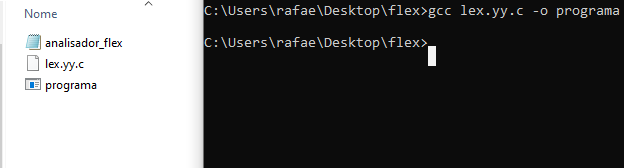 Nome
analisador_flex
lex.yy.c
programa
C:\Users\rafae\Desktop\flex>gcc lex.yy.c -o programa
C:\Users\rafae\Desktop\flex>